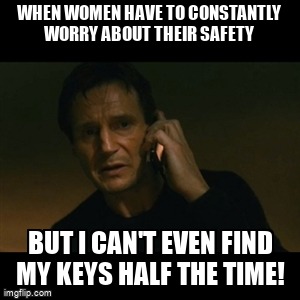 WHEN WOMEN HAVE TO CONSTANTLY
WORRY ABOUT THEIR SAFETY
BUT I CAN'T EVEN FIND
MY KEYS HALF THE TIME!
imgflip.com